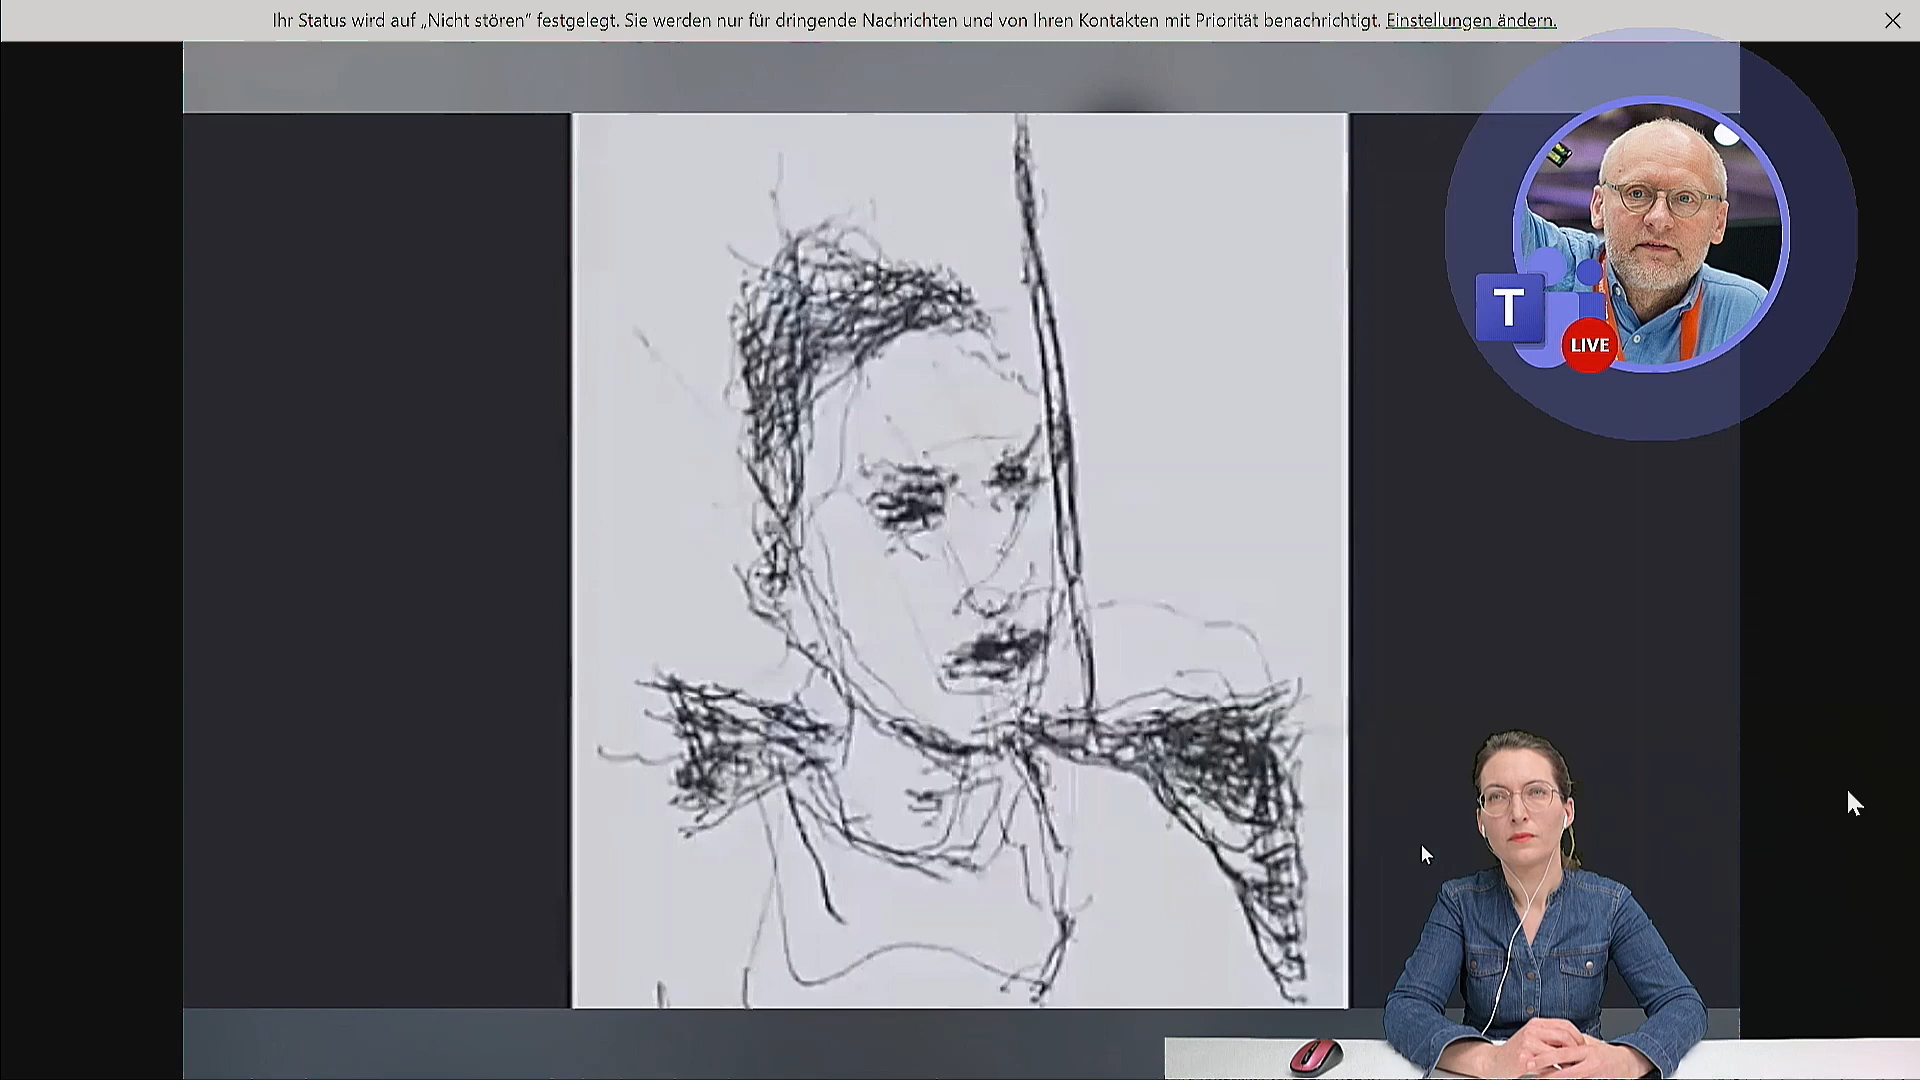 Ihr Status wird auf „Nicht stören" festgelegt. Sie werden nur für dringende Nachrichten und von Ihren Kontakten mit Priorität benachrichtigt. Einstellungen ändern.
T
LIVE